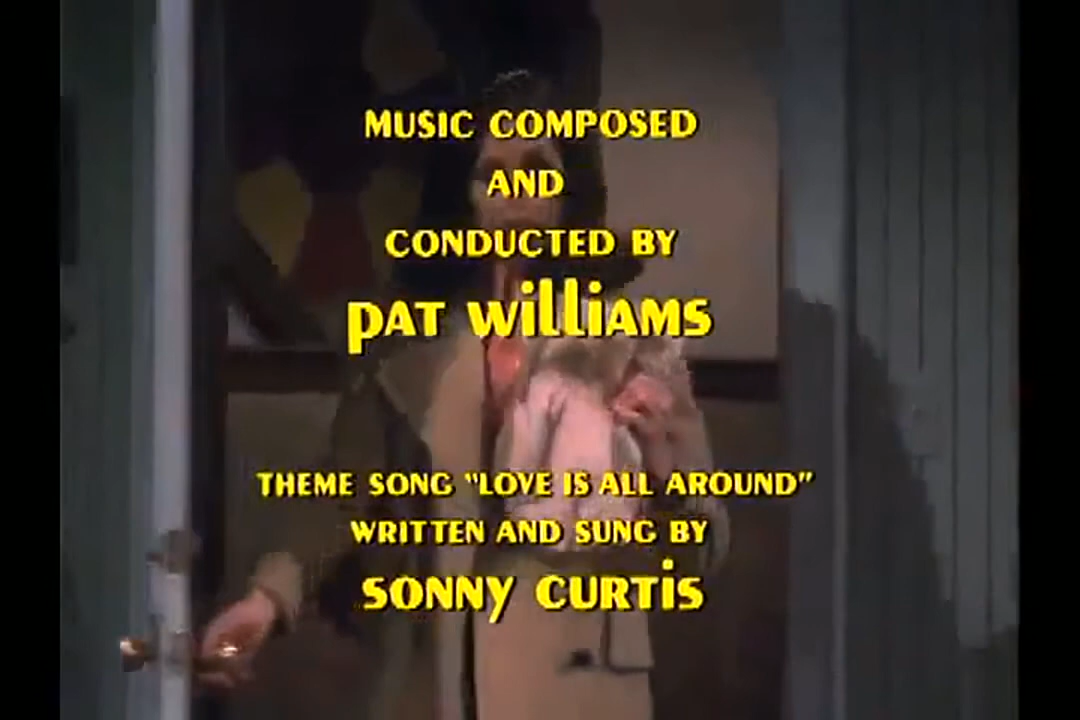 MUSIC COMPOSED
AND
CONDUCTED BY
PAT WILLIAMS
THEME SONG "LOVE IS ALL AROUND"
WRITTEN AND SUNG BY
SONNY CURTIS